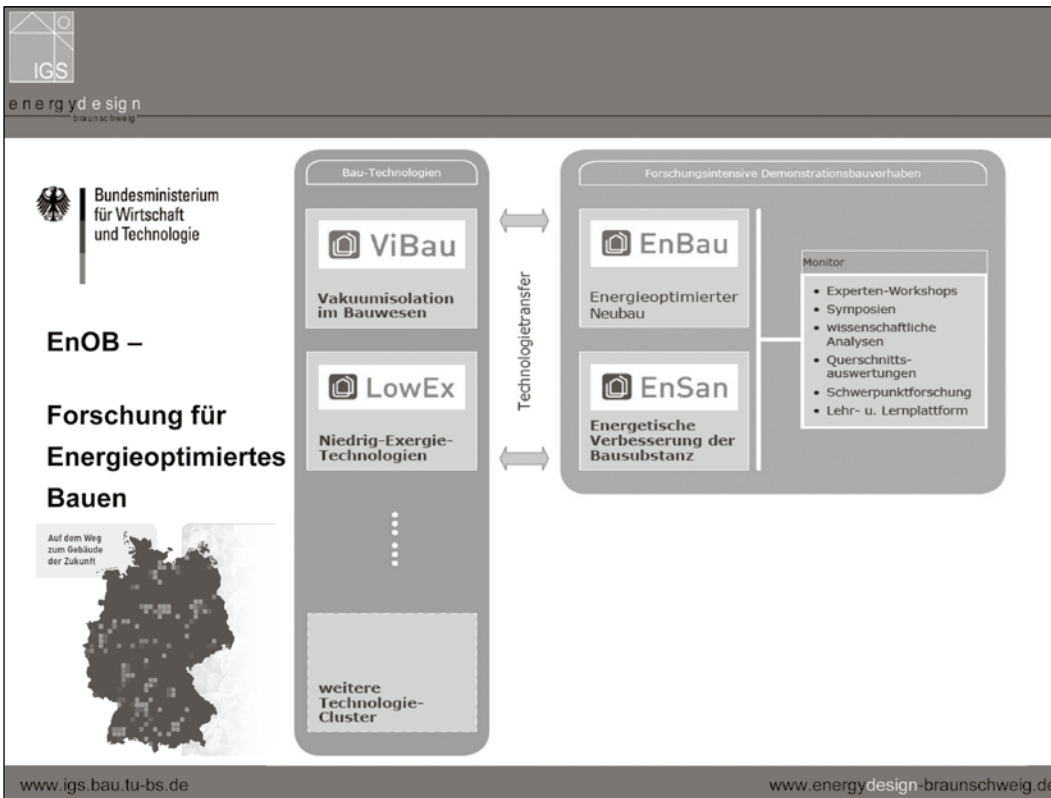 IGS
energydesign
braunschweig
Bundesministerium
für Wirtschaft
und Technologie
EnOB –
Forschung für
Energieoptimiertes
Bauen
Auf dem Weg
zum Gebäude
der Zukunft
Bau-Technologien
ViBau
Vakuumisolation
im Bauwesen
LowEx
Niedrig-Exergie-
Technologien
weitere
Technologie-
Cluster
Technologietransfer
Forschungsintensive Demonstrationsbauvorhaben
EnBau
Energieoptimierter
Neubau
EnSan
Energetische
Verbesserung der
Bausubstanz
Monitor
• Experten-Workshops
• Symposien
• wissenschaftliche
Analysen
• Querschnitts-
auswertungen
• Schwerpunktforschung
• Lehr- u. Lernplattform
www.igs.bau.tu-bs.de
www.energydesign-braunschweig.de